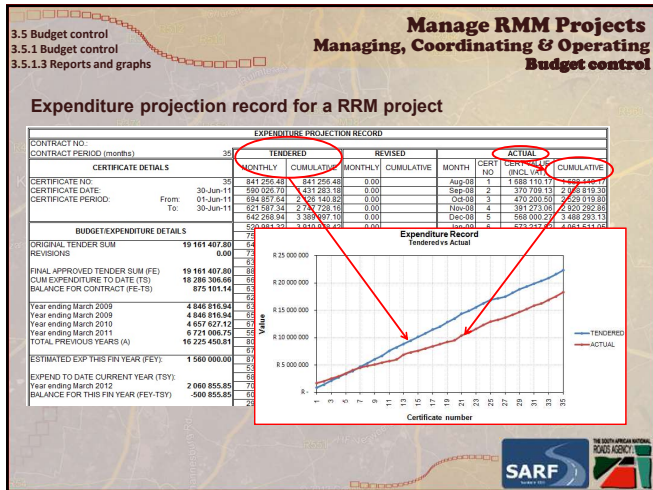 3.5 Budget control
3.5.1 Budget control
3.5.1.3 Reports and graphs
Manage RMM Projects
Managing, Coordinating & Operating
Budget control
Expenditure projection record for a RRM project
EXPENDITURE PROJECTION RECORD
CONTRACT NO.:
CONTRACT PERIOD (months) 35 TENDERED REVISED ACTUAL
CERTIFICATE DETIALS MONTHLY CUMULATIVE MONTHLY CUMULATIVE MONTH CERT NO CERT VALUE (INCL VAT) CUMULATIVE
CERTIFICATE NO: 35 841 256.48 841 256.48 0.00 Aug-08 1 1 688 110.17
CERTIFICATE DATE: 30-Jun-11 590 026.70 1 431 283.18 0.00 Sep-08 2 370 709.13 2 058 819.30
CERTIFICATE PERIOD: From: 01-Jun-11 694 857.64 2 126 140.82 0.00 Oct-08 3 470 200.50 2 529 019.80
To: 30-Jun-11 621 587.34 2 747 728.16 0.00 Nov-08 4 391 273.06 2 920 292.86
642 268.94 3 389 997.10 0.00 Dec-08 5 568 000.27 3 488 293.13
BUDGET/EXPENDITURE DETAILS
ORIGINAL TENDER SUM 19 161 407.80
REVISIONS 0.00
FINAL APPROVED TENDER SUM (FE) 19 161 407.80
CUM EXPENDITURE TO DATE (TS) 18 286 306.66
BALANCE FOR CONTRACT (FE-TS) 875 101.14
Year ending March 2009 4 846 816.94
Year ending March 2009 4 846 816.94
Year ending March 2010 4 657 627.12
Year ending March 2011 6 721 006.75
TOTAL PREVIOUS YEARS (A) 16 225 450.81
ESTIMATED EXP THIS FIN YEAR (FEY): 1 560 000.00
EXPEND TO DATE CURRENT YEAR (TSY):
Year ending March 2012 2 060 855.85
BALANCE FOR THIS FIN YEAR (FEY-TSY) -500 855.85
Expenditure Record
Tendered vs Actual
R 25 000 000
R 20 000 000
R 15 000 000
R 10 000 000
R 5 000 000
R -
Value
1 3 5 7 9 11 13 15 17 19 21 23 25 27 29 31 33 35
Certificate number
TENDERED
ACTUAL
SARF
THE SOUTH AFRICAN NATIONAL
ROADS AGENCY